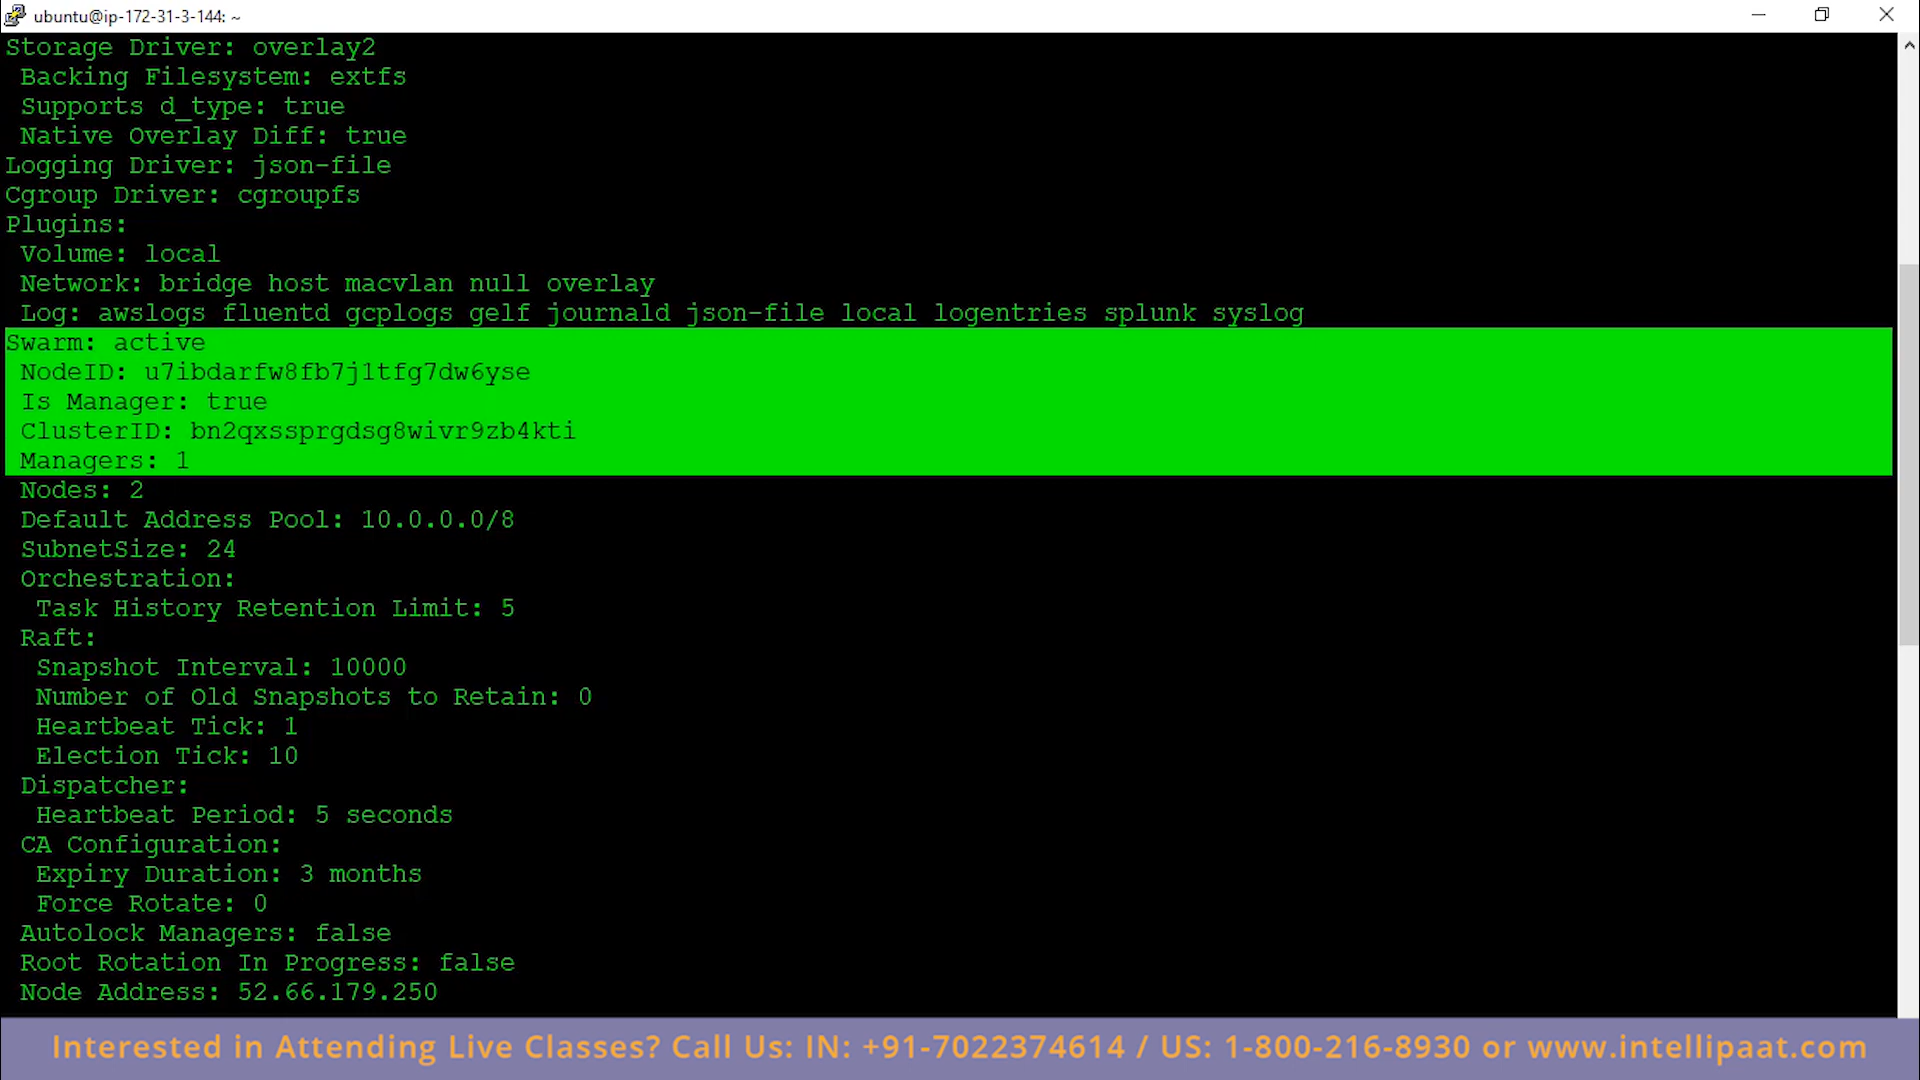 ubuntu@ip-172-31-3-144: ~
Storage Driver: overlay2
Backing Filesystem: extfs
Supports d_type: true
Native Overlay Diff: true
Logging Driver: json-file
Cgroup Driver: cgroupfs
Plugins:
Volume: local
Network: bridge host macvlan null overlay
Log: awslogs fluentd gcplogs gelf journald json-file local logentries splunk syslog
Swarm: active
NodeID: u7ibdarfw8fb7j1tfg7dw6yse
Is Manager: true
ClusterID: bn2qxssprgdsg8wivr9zb4kti
Managers: 1
Nodes: 2
Default Address Pool: 10.0.0.0/8
SubnetSize: 24
Orchestration:
Task History Retention Limit: 5
Raft:
Snapshot Interval: 10000
Number of Old Snapshots to Retain: 0
Heartbeat Tick: 1
Election Tick: 10
Dispatcher:
Heartbeat Period: 5 seconds
CA Configuration:
Expiry Duration: 3 months
Force Rotate: 0
Autolock Managers: false
Root Rotation In Progress: false
Node Address: 52.66.179.250
Interested in Attending Live Classes? Call Us: IN: +91-7022374614 / US: 1-800-216-8930 or www.intellipaat.com